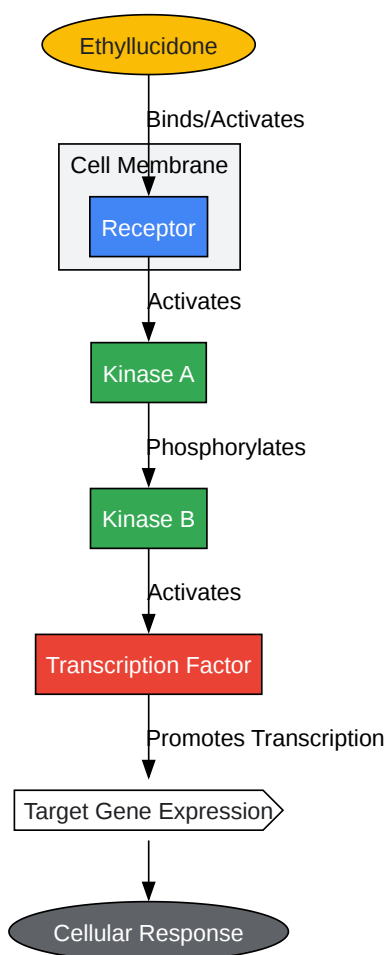 Ethyllucidone
Binds/Activates
Cell Membrane
Receptor
Activates
Kinase A
Phosphorylates
Kinase B
Activates
Transcription Factor
Promotes Transcription
Target Gene Expression
Cellular Response